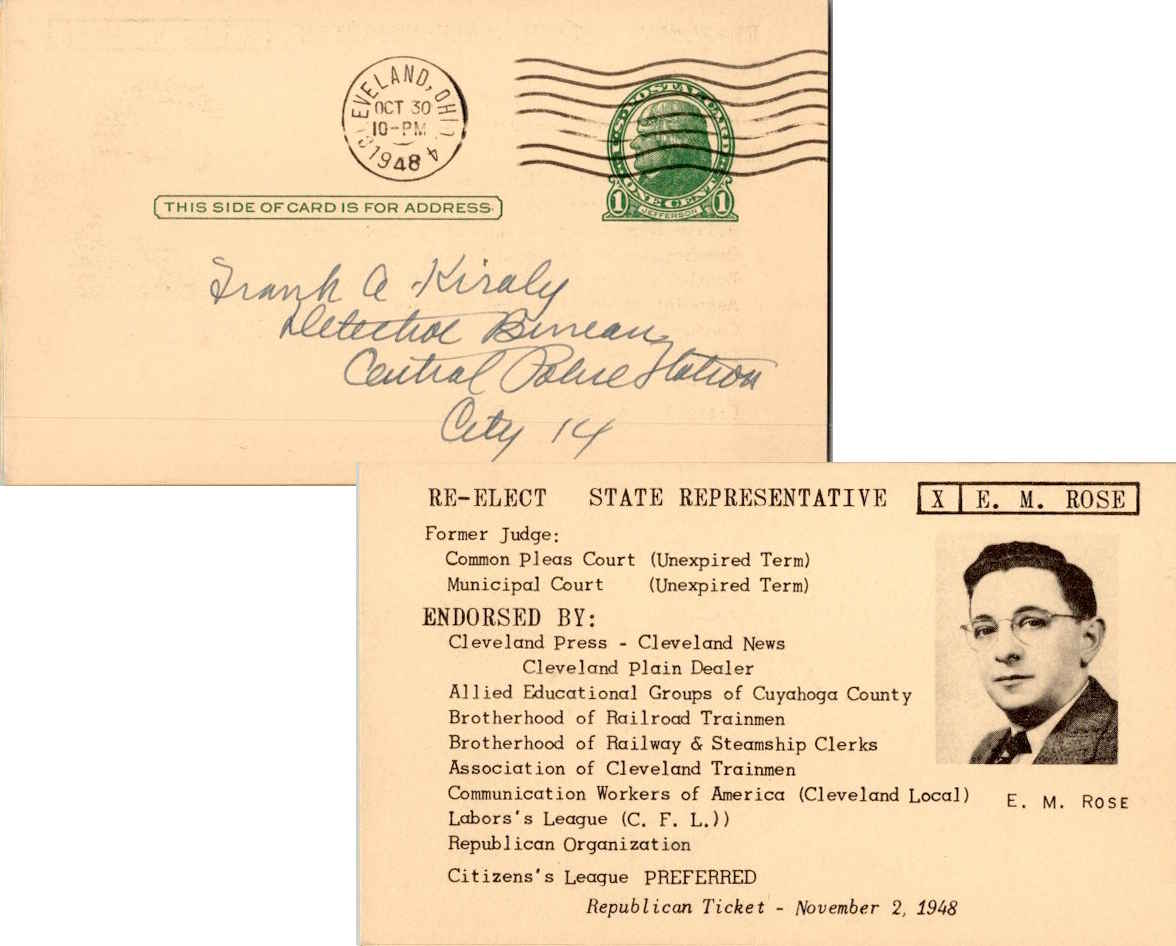 CLEVELAND, OHIO 4
OCT 30
10-PM
1948
U.S. POSTAL CARD
1 ONE CENT 1
JEFFERSON
THIS SIDE OF CARD IS FOR ADDRESS.
Frank A. Kiraly
Detective Bureau
Central Police Station
City 14
RE-ELECT STATE REPRESENTATIVE X E. M. ROSE
Former Judge:
Common Pleas Court (Unexpired Term)
Municipal Court (Unexpired Term)
ENDORSED BY:
Cleveland Press - Cleveland News
Cleveland Plain Dealer
Allied Educational Groups of Cuyahoga County
Brotherhood of Railroad Trainmen
Brotherhood of Railway & Steamship Clerks
Association of Cleveland Trainmen
Communication Workers of America (Cleveland Local)
E. M. ROSE
Labors's League (C. F. L.))
Republican Organization
Citizens's League PREFERRED
Republican Ticket - November 2, 1948